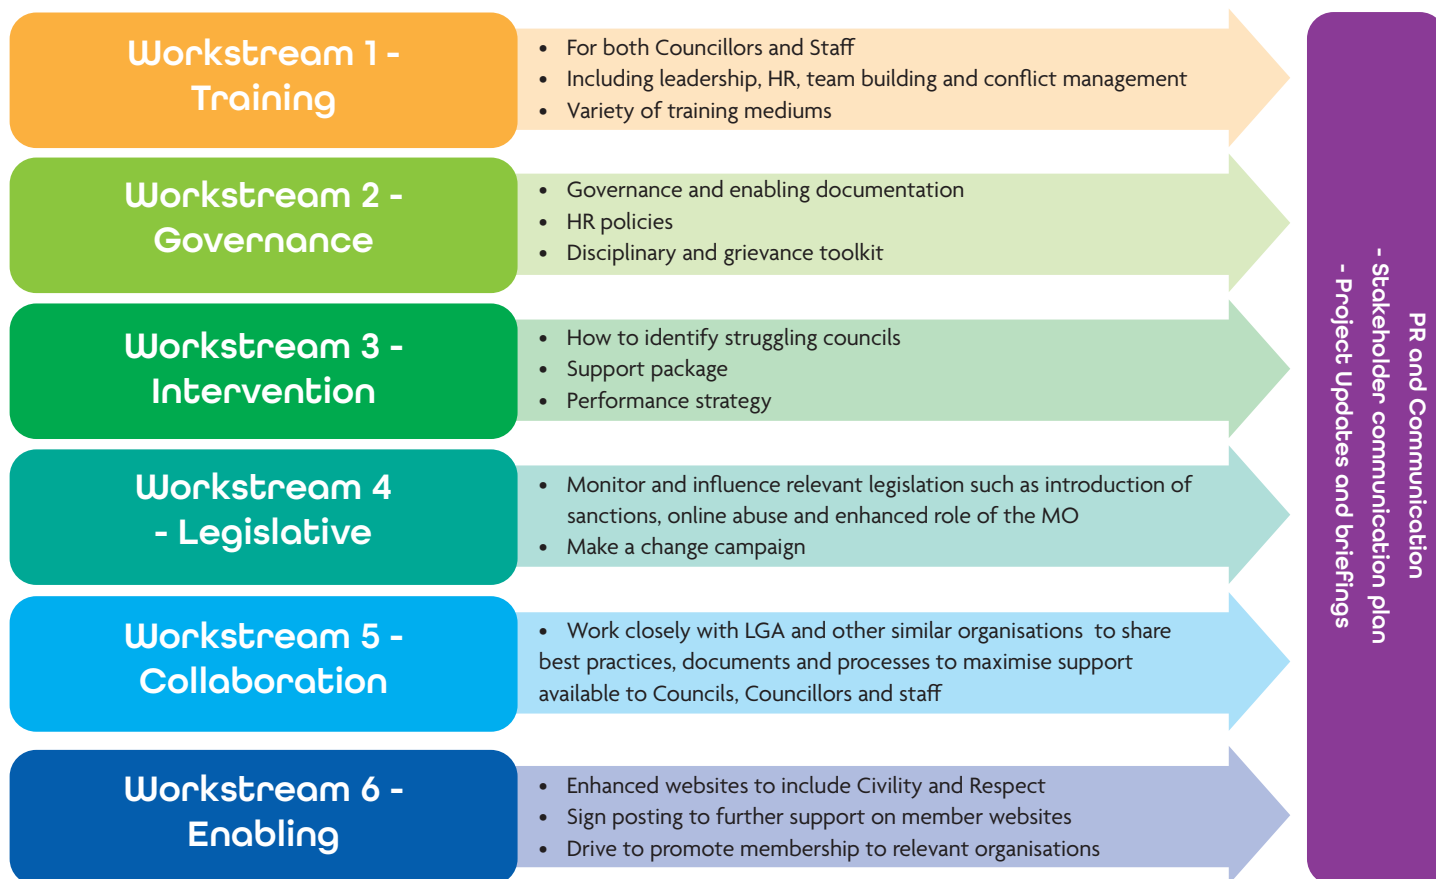 Workstream 1 -
Training
• For both Councillors and Staff
• Including leadership, HR, team building and conflict management
• Variety of training mediums
Workstream 2 -
Governance
• Governance and enabling documentation
• HR policies
• Disciplinary and grievance toolkit
Workstream 3 -
Intervention
• How to identify struggling councils
• Support package
• Performance strategy
Workstream 4
- Legislative
• Monitor and influence relevant legislation such as introduction of
sanctions, online abuse and enhanced role of the MO
• Make a change campaign
Workstream 5 -
Collaboration
• Work closely with LGA and other similar organisations to share
best practices, documents and processes to maximise support
available to Councils, Councillors and staff
Workstream 6 -
Enabling
• Enhanced websites to include Civility and Respect
• Sign posting to further support on member websites
• Drive to promote membership to relevant organisations
PR and Communication
- Stakeholder communication plan
- Project Updates and briefings